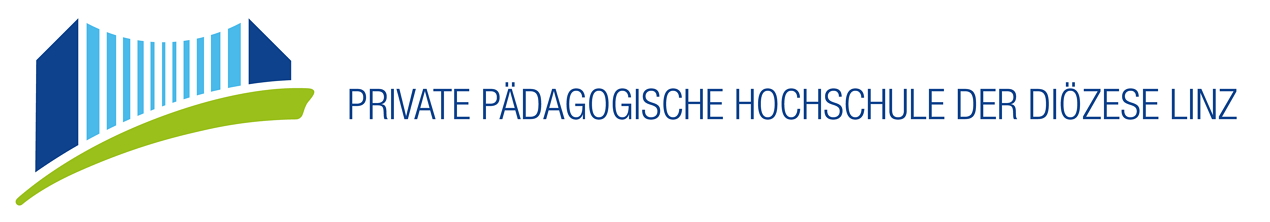 PRIVATE PÄDAGOGISCHE HOCHSCHULE DER DIÖZESE LINZ